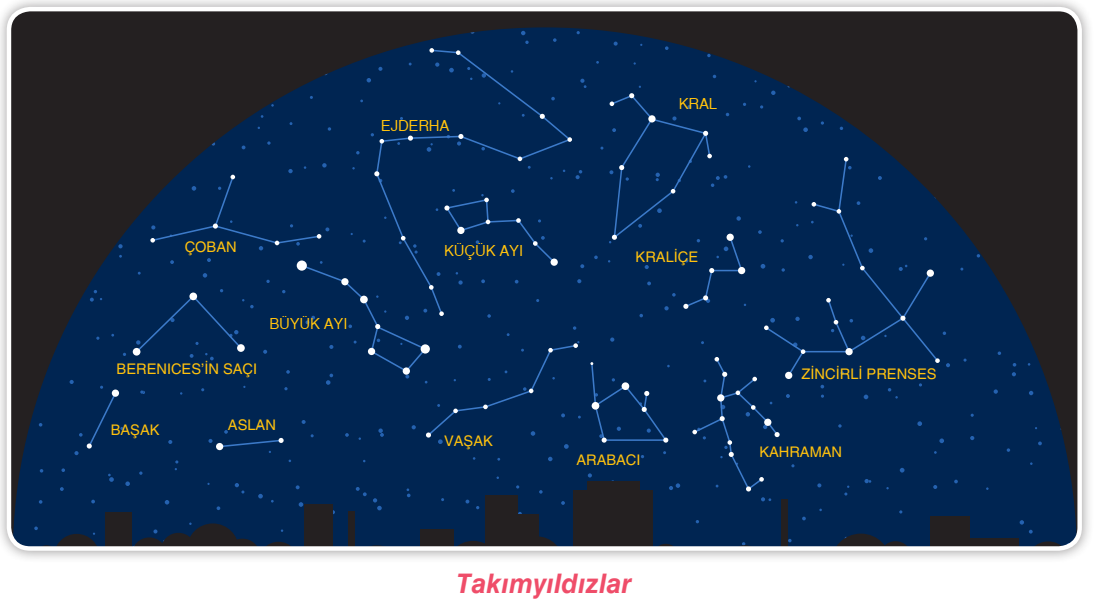 KRAL
EJDERHA
ÇOBAN
KÜÇÜK AYI
KRALİÇE
BÜYÜK AYI
BERENICES'İN SAÇI
ZİNCİRLİ PRENSES
BAŞAK
ASLAN
VAŞAK
ARABACI
KAHRAMAN
Takımyıldızlar